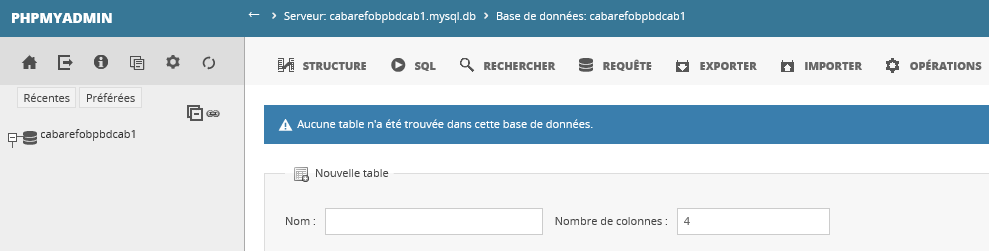 PHPMYADMIN
← › Serveur: cabarefobpbdcab1.mysql.db › Base de données: cabarefobpbdcab1
STRUCTURE SQL RECHERCHER REQUÊTE EXPORTER IMPORTER OPÉRATIONS
Récentes Préférées
cabarefobpbdcab1
Aucune table n'a été trouvée dans cette base de données.
Nouvelle table
Nom : Nombre de colonnes : 4